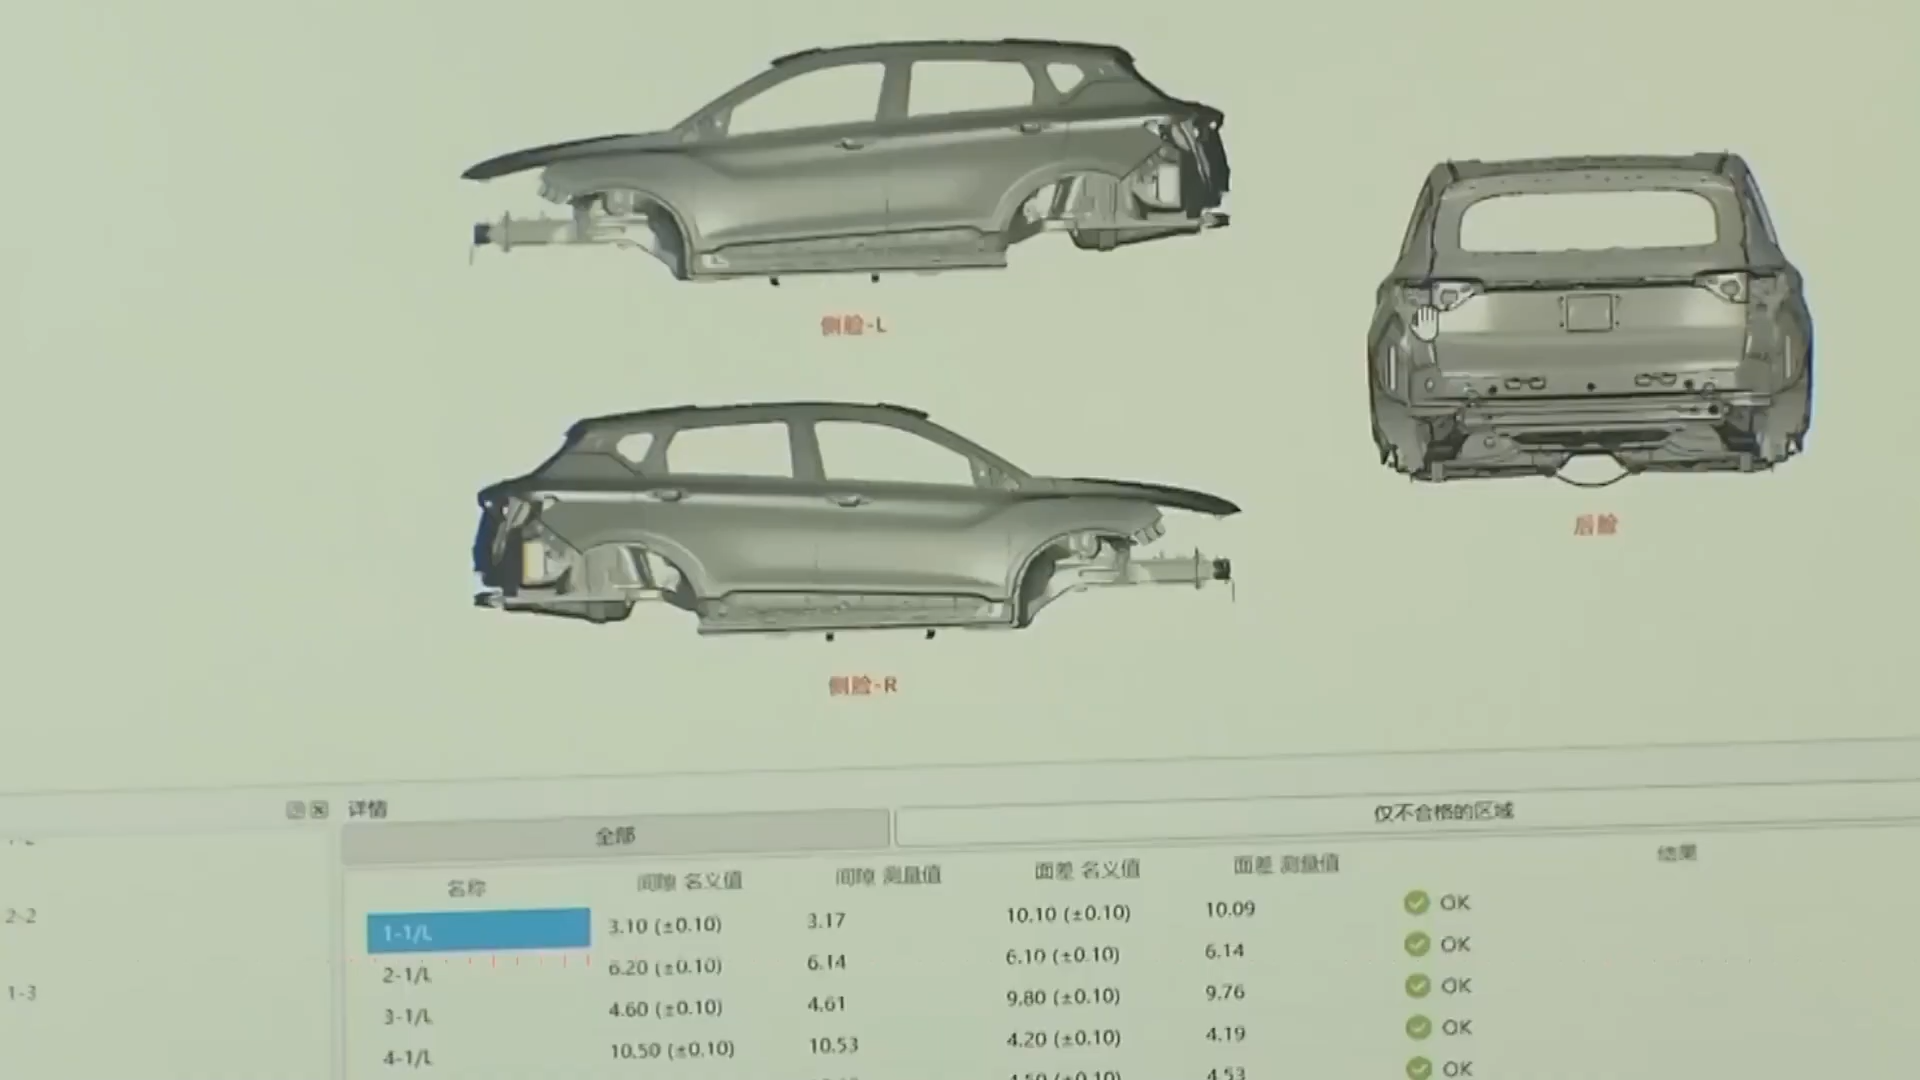 侧脸-L
后脸
侧脸-R
详情
全部
仅不合格的区域
名称 间隙 名义值 间隙 测量值 面差 名义值 面差 测量值 结果
1-1/L 3.10 (±0.10) 3.17 10.10 (±0.10) 10.09 OK
2-1/L 6.20 (±0.10) 6.14 6.10 (±0.10) 6.14 OK
3-1/L 4.60 (±0.10) 4.61 9.80 (±0.10) 9.76 OK
4-1/L 10.50 (±0.10) 10.53 4.20 (±0.10) 4.19 OK
4.53 OK
2-2
1-3